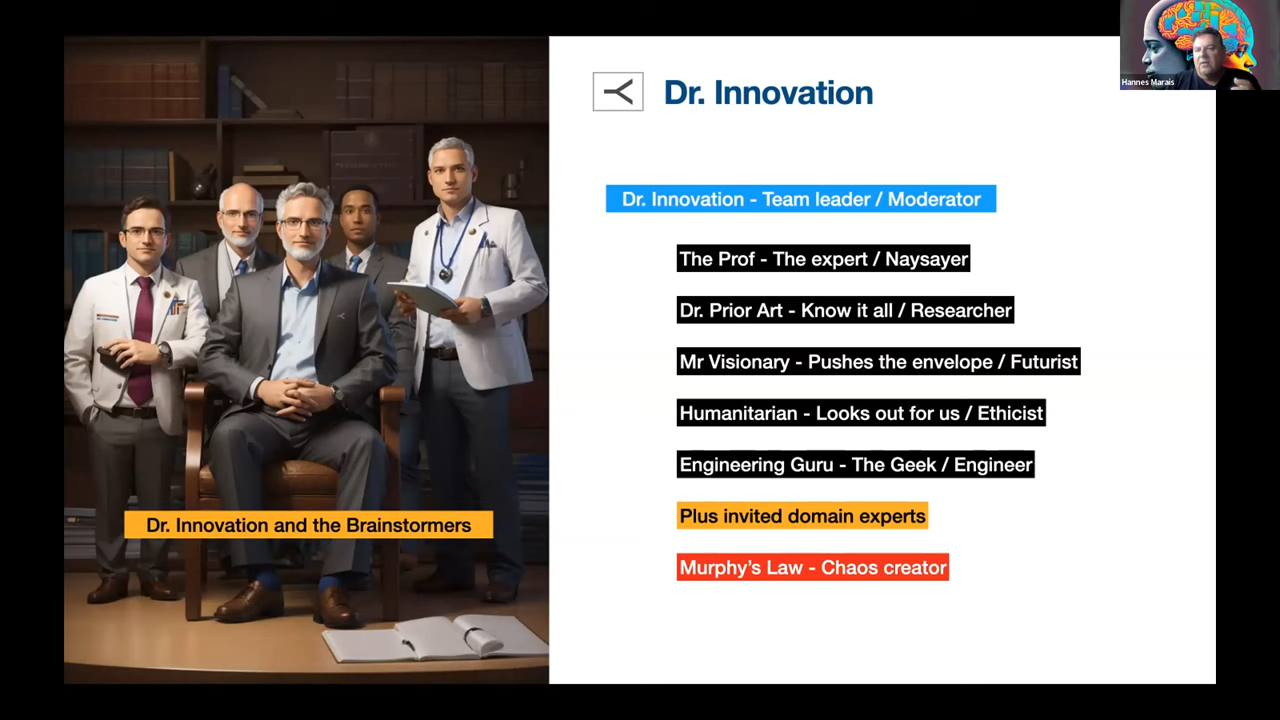 Hannes Marais
Dr. Innovation
Dr. Innovation - Team leader / Moderator
The Prof - The expert / Naysayer
Dr. Prior Art - Know it all / Researcher
Mr Visionary - Pushes the envelope / Futurist
Humanitarian - Looks out for us / Ethicist
Engineering Guru - The Geek / Engineer
Plus invited domain experts
Murphy's Law - Chaos creator
Dr. Innovation and the Brainstormers